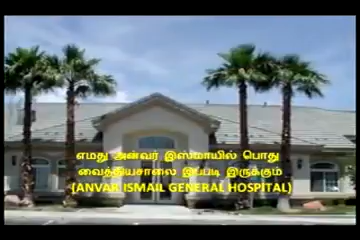 எமது அன்வர் இஸ்மாயில் பொது
வைத்தியசாலை இப்படி இருக்கும்
(ANVAR ISMAIL GENERAL HOSPITAL)